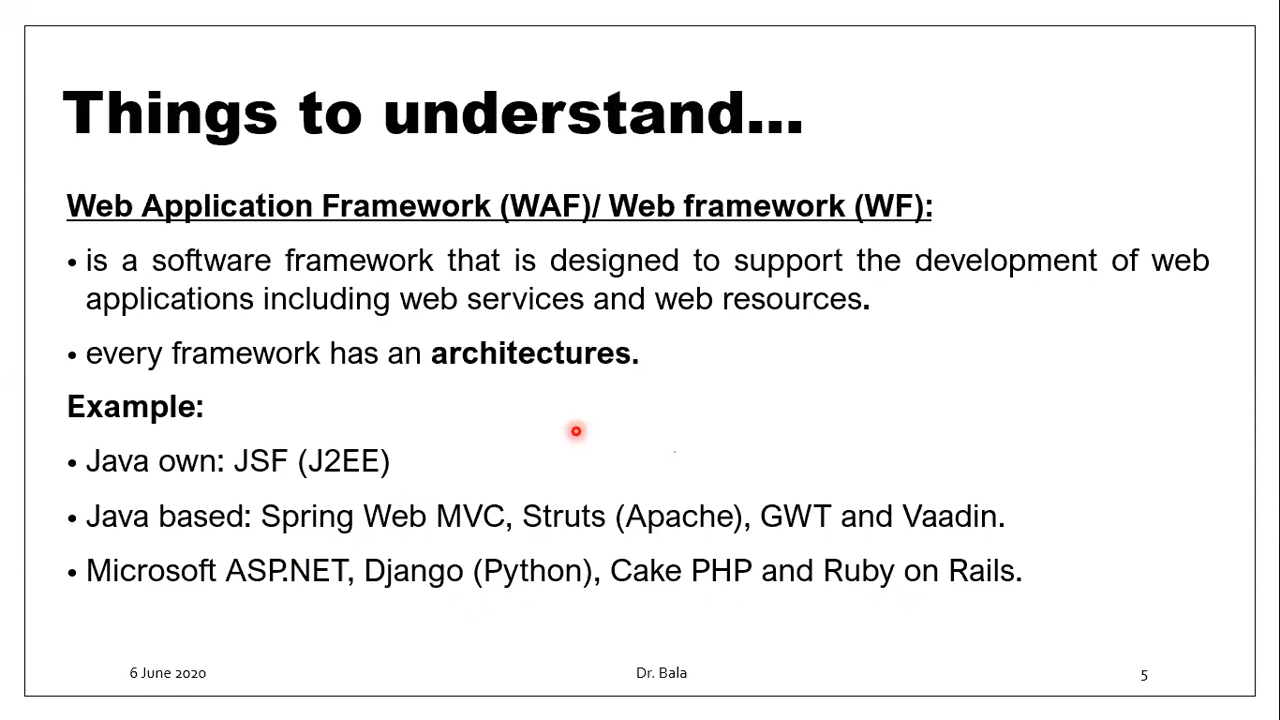 Things to understand...
Web Application Framework (WAF)/ Web framework (WF):
• is a software framework that is designed to support the development of web
applications including web services and web resources.
• every framework has an architectures.
Example:
• Java own: JSF (J2EE)
• Java based: Spring Web MVC, Struts (Apache), GWT and Vaadin.
• Microsoft ASP.NET, Django (Python), Cake PHP and Ruby on Rails.
6 June 2020
Dr. Bala
5